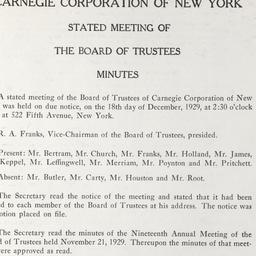 CARNEGIE CORPORATION OF NEW YORK
STATED MEETING OF
THE BOARD OF TRUSTEES
MINUTES
A stated meeting of the Board of Trustees of Carnegie Corporation of New
was held on due notice, on the 18th day of December, 1929, at 2:30 o'clock
at 522 Fifth Avenue, New York.
R. A. Franks, Vice-Chairman of the Board of Trustees, presided.
Present: Mr. Bertram, Mr. Church, Mr. Franks, Mr. Holland, Mr. James,
Keppel, Mr. Leffingwell, Mr. Merriam, Mr. Poynton and Mr. Pritchett.
Absent: Mr. Butler, Mr. Carty, Mr. Houston and Mr. Root.
The Secretary read the notice of the meeting and stated that it had been
d to each member of the Board of Trustees at his address. The notice was
otion placed on file.
The Secretary read the minutes of the Nineteenth Annual Meeting of the
d of Trustees held November 21, 1929. Thereupon the minutes of that meet-
were approved as read.